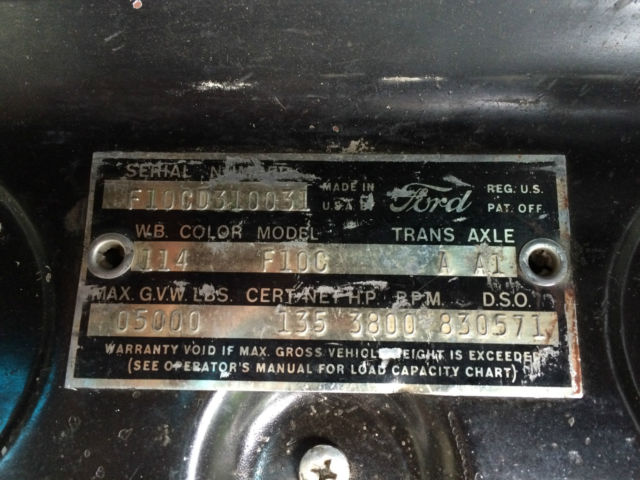 SERIAL NUMBER
F10CD310031 MADE IN U.S.A. Ford REG. U.S. PAT. OFF.
W.B. COLOR MODEL TRANS AXLE
114 F10C A A1
MAX. G.V.W. LBS. CERT. NET H.P. R.P.M. D.S.O.
05000 135 3800 830571
WARRANTY VOID IF MAX. GROSS VEHICLE WEIGHT IS EXCEEDED
(SEE OPERATOR'S MANUAL FOR LOAD CAPACITY CHART)